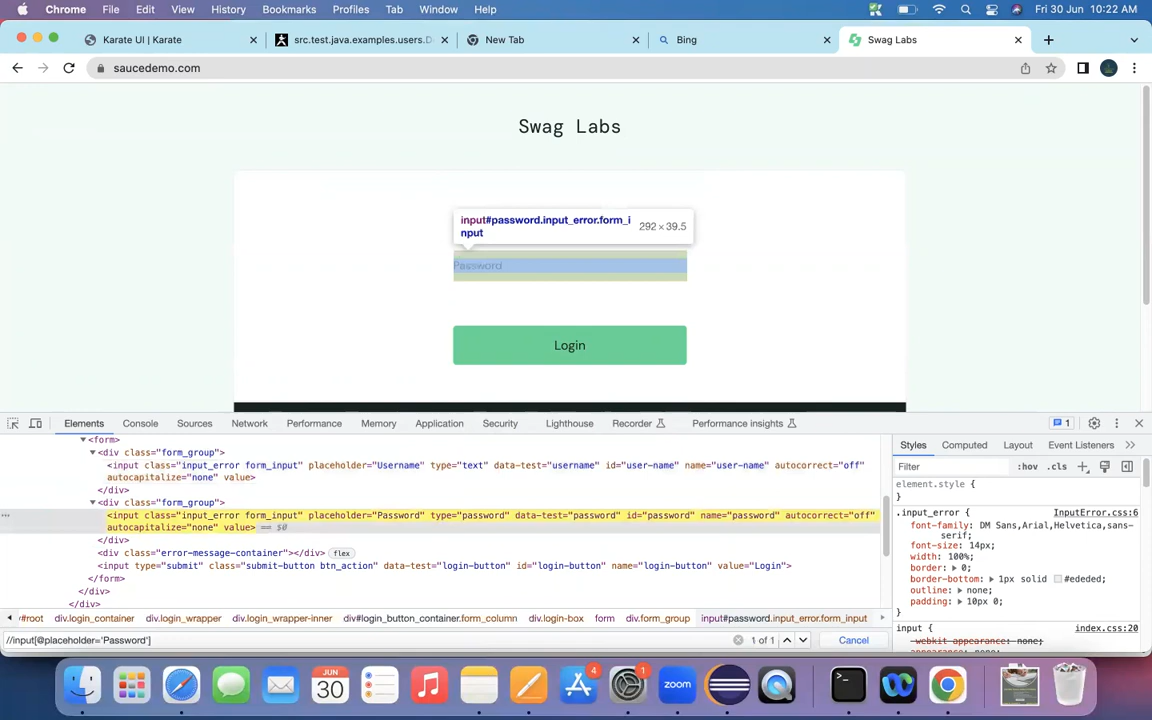 Chrome File Edit View History Bookmarks Profiles Tab Window Help Fri 30 Jun 10:22 AM
Karate UI | Karate src.test.java.examples.users.D New Tab Bing Swag Labs
saucedemo.com
Swag Labs
input#password.input_error.form_i
nput
292 × 39.5
Password
Login
Elements Console Sources Network Performance Memory Application Security Lighthouse Recorder Performance insights 1
<form>
<div class="form_group">
<input class="input_error form_input" placeholder="Username" type="text" data-test="username" id="user-name" name="user-name" autocorrect="off"
autocapitalize="none" value>
</div>
<div class="form_group">
<input class="input_error form_input" placeholder="Password" type="password" data-test="password" id="password" name="password" autocorrect="off"
autocapitalize="none" value> == $0
</div>
<div class="error-message-container"></div> flex
<input type="submit" class="submit-button btn_action" data-test="login-button" id="login-button" name="login-button" value="Login">
</form>
</div>
</div>
#root div.login_container div.login_wrapper div.login_wrapper-inner div#login_button_container.form_column div.login-box form div.form_group input#password.input_error.form_input
//input[@placeholder='Password'] 1 of 1 Cancel
Styles Computed Layout Event Listeners
Filter :hov .cls
element.style {
}
.input_error { InputError.css:6
font-family: DM Sans,Arial,Helvetica,sans-
serif;
font-size: 14px;
width: 100%;
border: 0;
border-bottom: 1px solid #ededed;
outline: none;
padding: 10px 0;
}
input { index.css:20
-webkit-appearance: none;
JUN
30
4
1
zoom